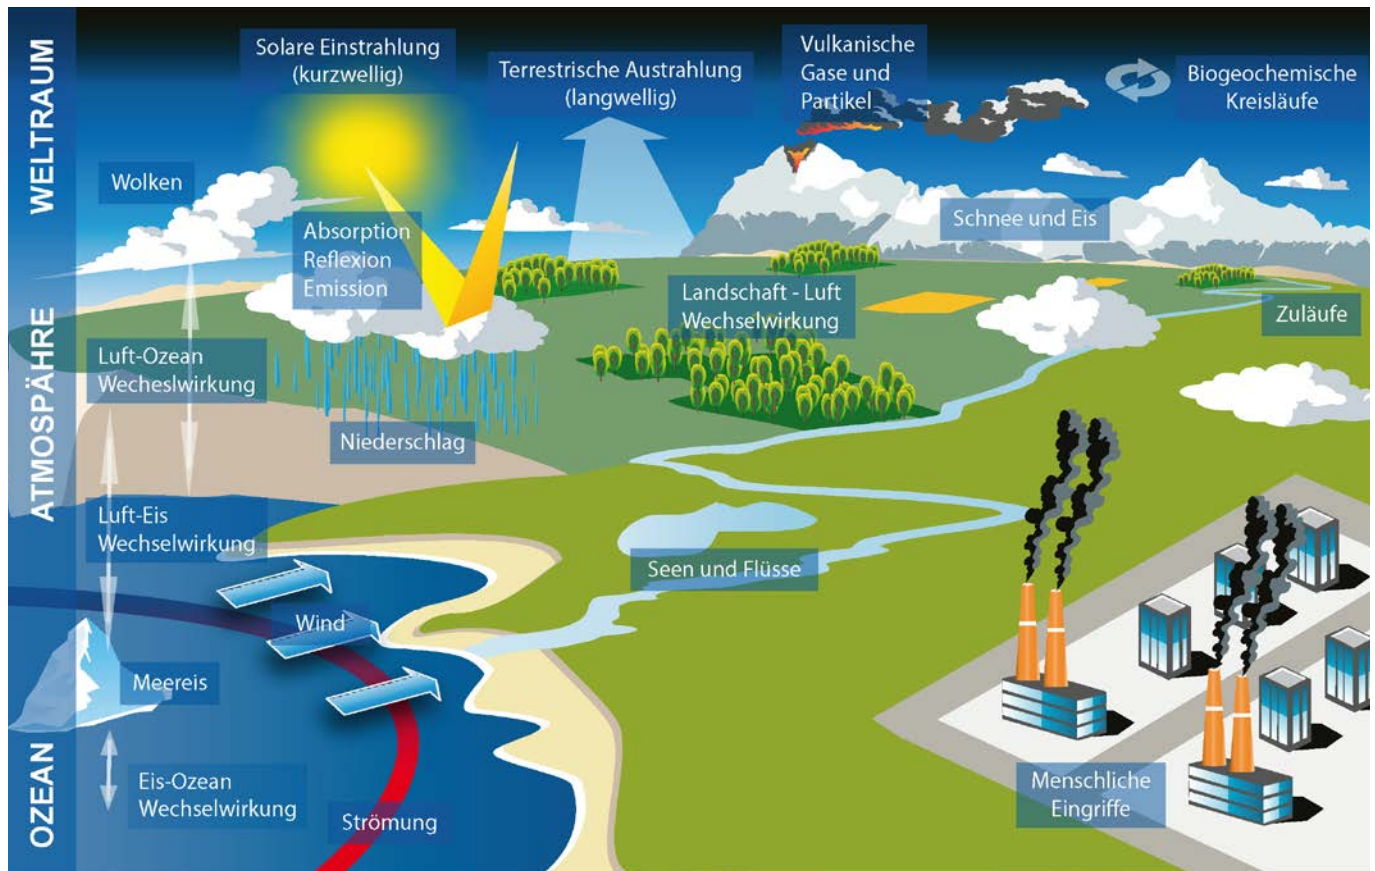 WELTRAUM
ATMOSPÄHRE
OZEAN
Solare Einstrahlung
(kurzwellig)
Terrestrische Austrahlung
(langwellig)
Vulkanische
Gase und
Partikel
Biogeochemische
Kreisläufe
Wolken
Absorption
Reflexion
Emission
Schnee und Eis
Landschaft - Luft
Wechselwirkung
Zuläufe
Luft-Ozean
Wecheslwirkung
Niederschlag
Luft-Eis
Wechselwirkung
Seen und Flüsse
Wind
Meereis
Eis-Ozean
Wechselwirkung
Strömung
Menschliche
Eingriffe